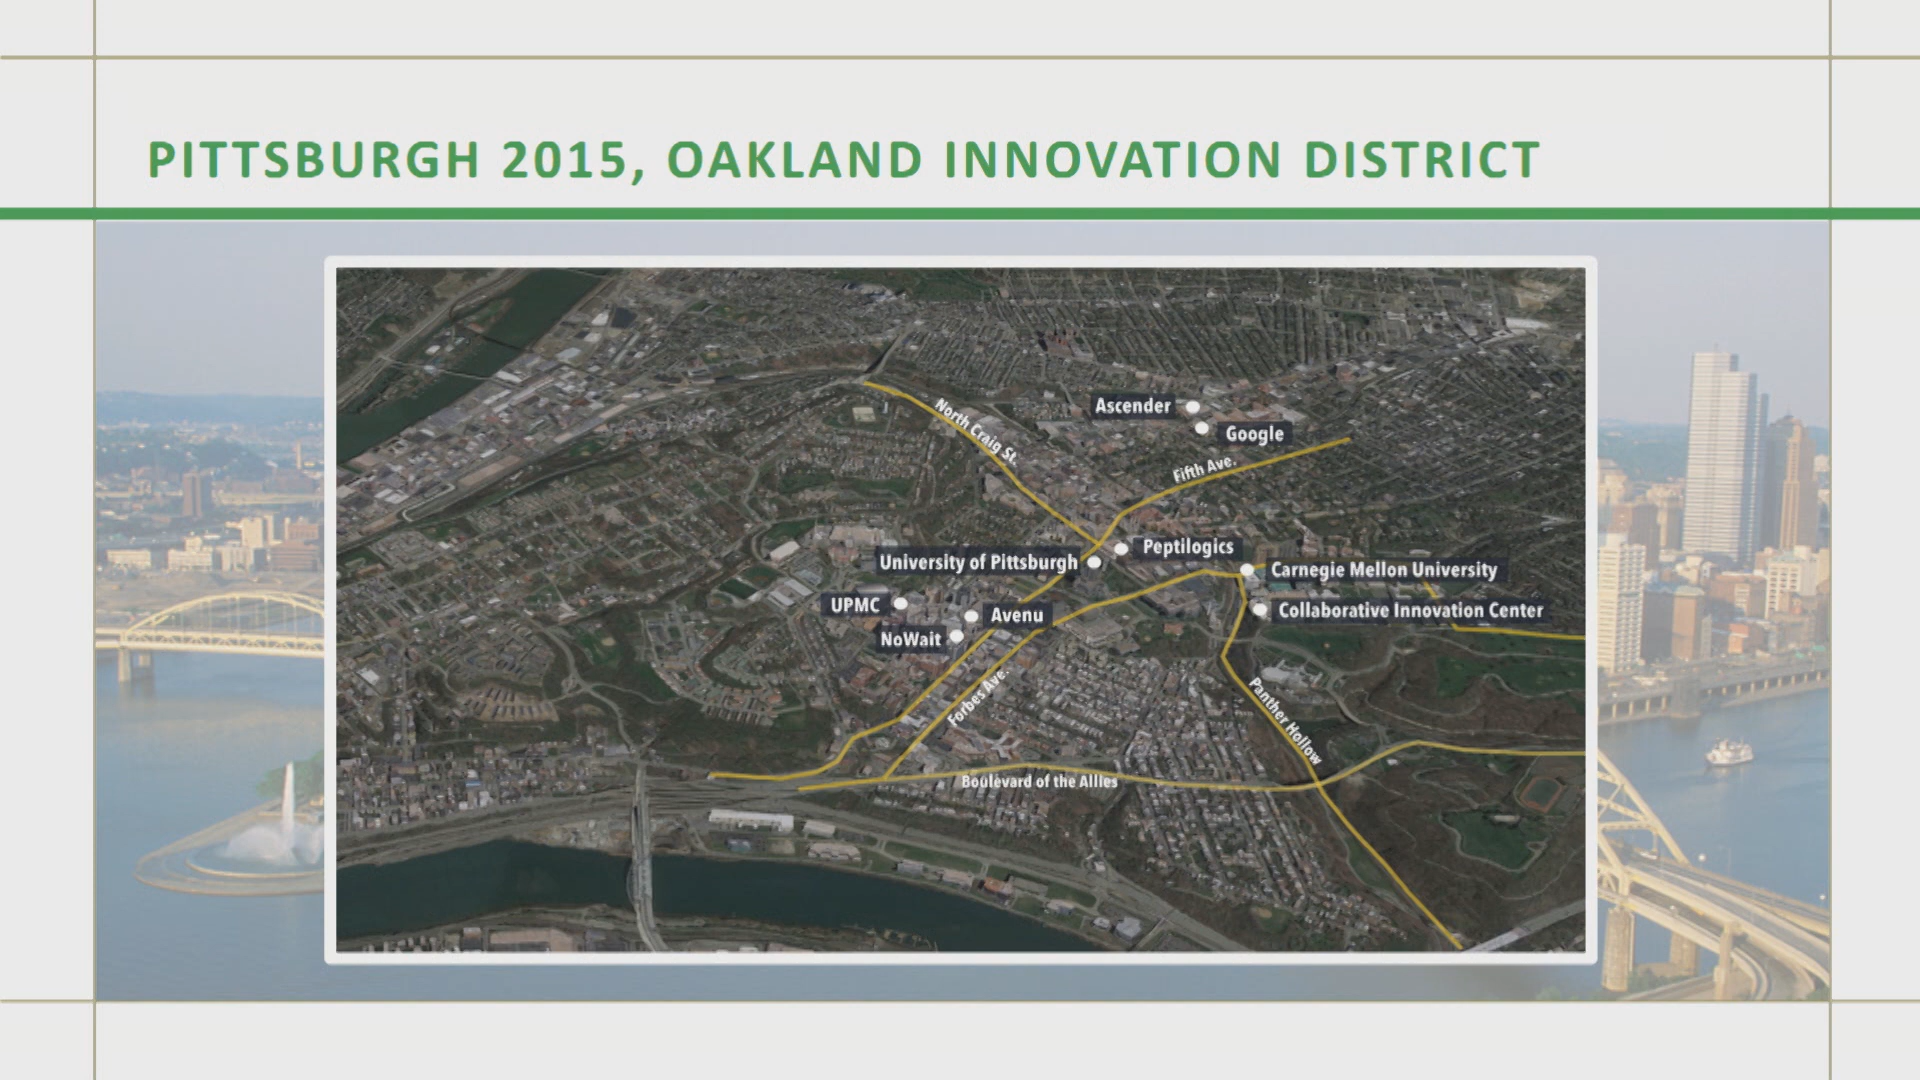 PITTSBURGH 2015, OAKLAND INNOVATION DISTRICT
North Craig St.
Ascender
Google
Fifth Ave.
University of Pittsburgh
Peptilogics
Carnegie Mellon University
UPMC
Avenu
Collaborative Innovation Center
NoWait
Forbes Ave.
Panther Hollow
Boulevard of the Allles